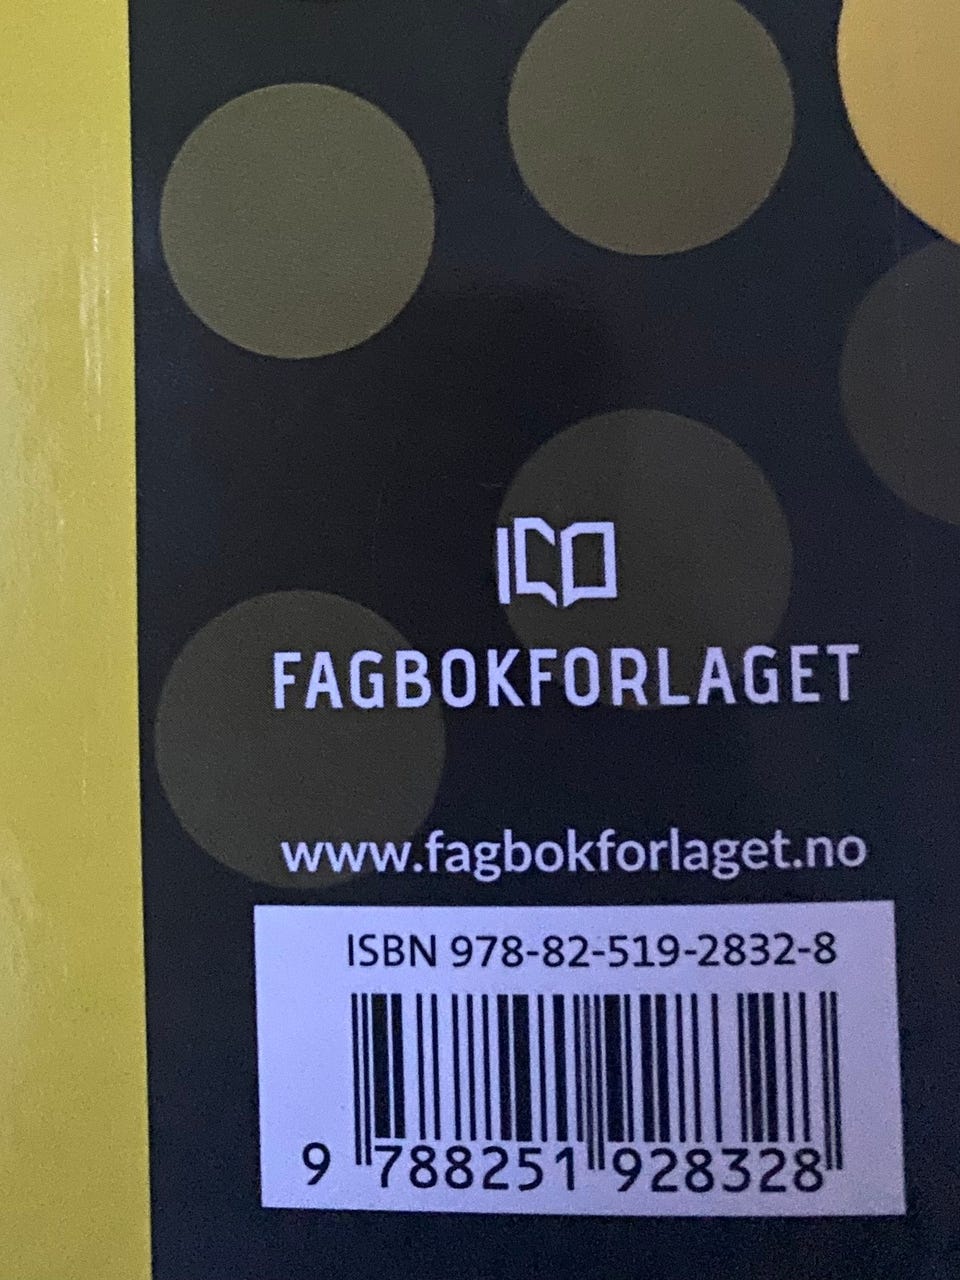 FAGBOKFORLAGET
www.fagbokforlaget.no
ISBN 978-82-519-2832-8
9 788251 928328